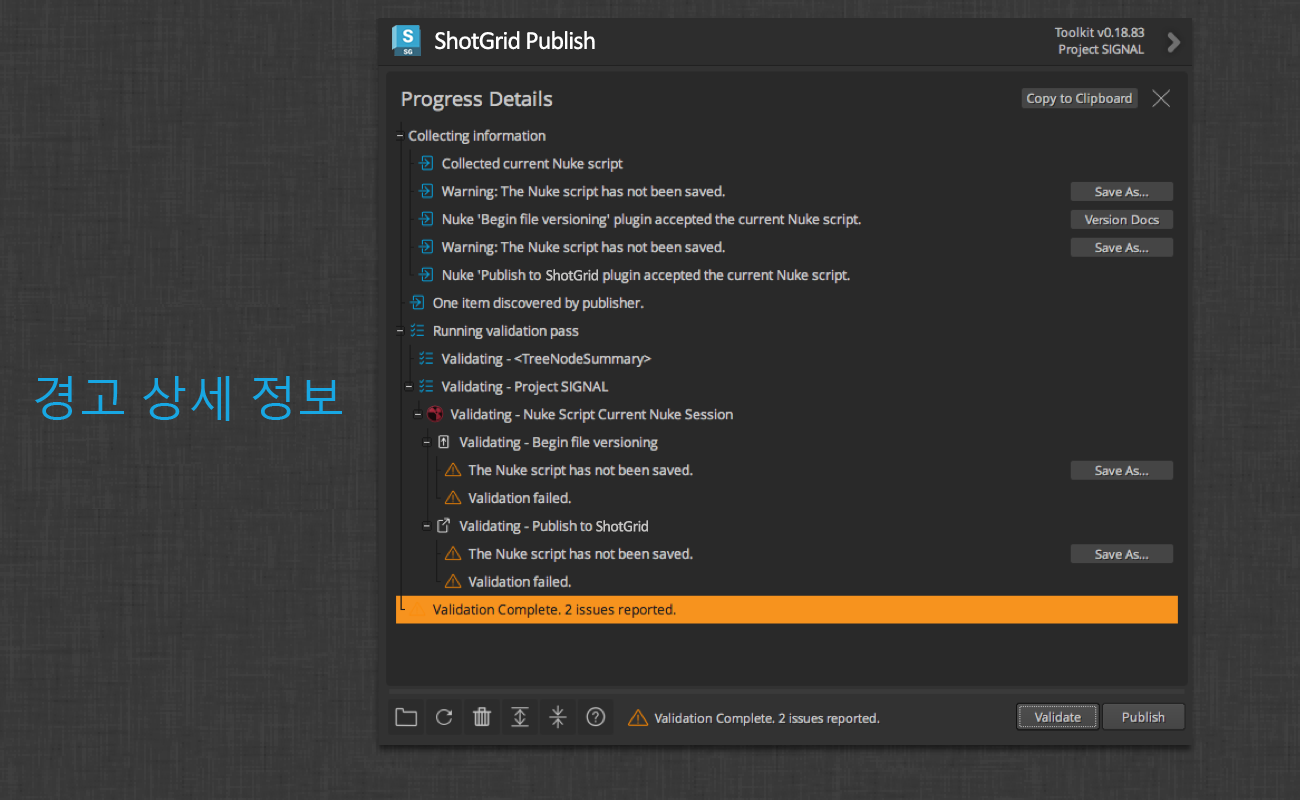 S
SG
ShotGrid Publish
Toolkit v0.18.83
Project SIGNAL
Progress Details
Copy to Clipboard
Collecting information
Collected current Nuke script
Warning: The Nuke script has not been saved.
Save As...
Nuke 'Begin file versioning' plugin accepted the current Nuke script.
Version Docs
Warning: The Nuke script has not been saved.
Save As...
Nuke 'Publish to ShotGrid plugin accepted the current Nuke script.
One item discovered by publisher.
Running validation pass
Validating - <TreeNodeSummary>
Validating - Project SIGNAL
Validating - Nuke Script Current Nuke Session
Validating - Begin file versioning
The Nuke script has not been saved.
Save As...
Validation failed.
Validating - Publish to ShotGrid
The Nuke script has not been saved.
Save As...
Validation failed.
Validation Complete. 2 issues reported.
Validation Complete. 2 issues reported.
Validate
Publish
경고 상세 정보